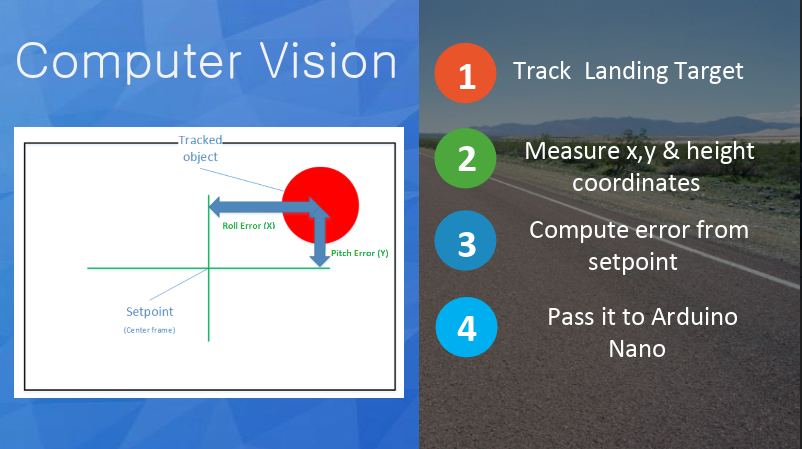 Computer Vision
Tracked
object
Roll Error (X)
Pitch Error (Y)
Setpoint
(Center frame)
1
Track Landing Target
2
Measure x,y & height
coordinates
3
Compute error from
setpoint
4
Pass it to Arduino
Nano